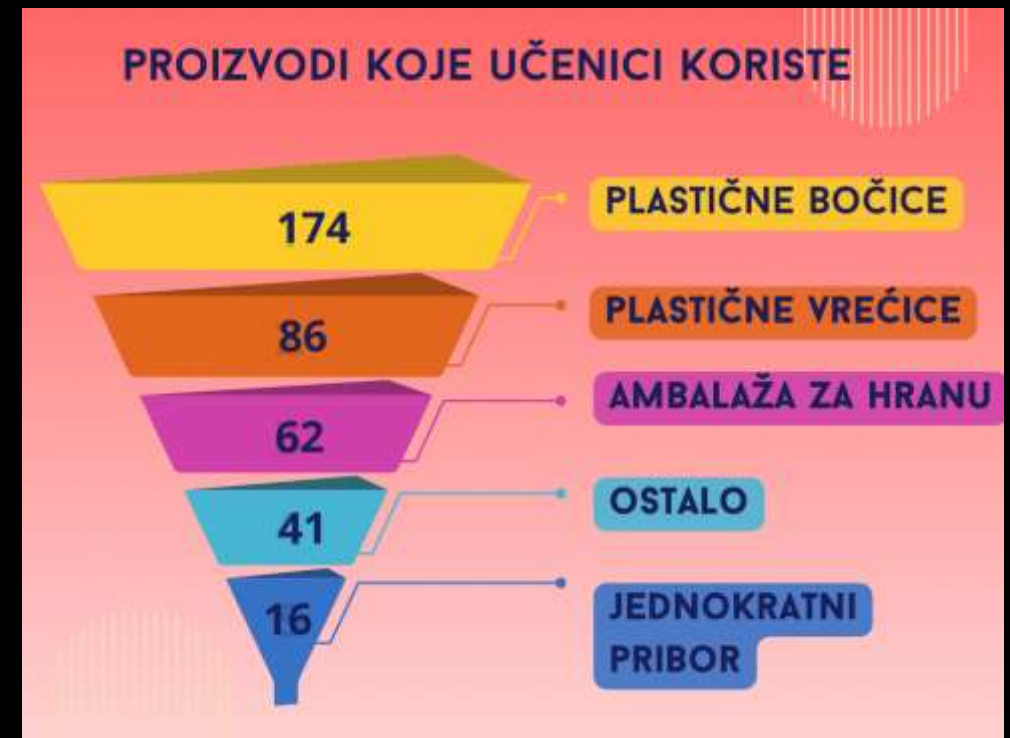 PROIZVODI KOJE UČENICI KORISTE
174
PLASTIČNE BOČICE
86
PLASTIČNE VREĆICE
62
AMBALAŽA ZA HRANU
41
OSTALO
16
JEDNOKRATNI
PRIBOR